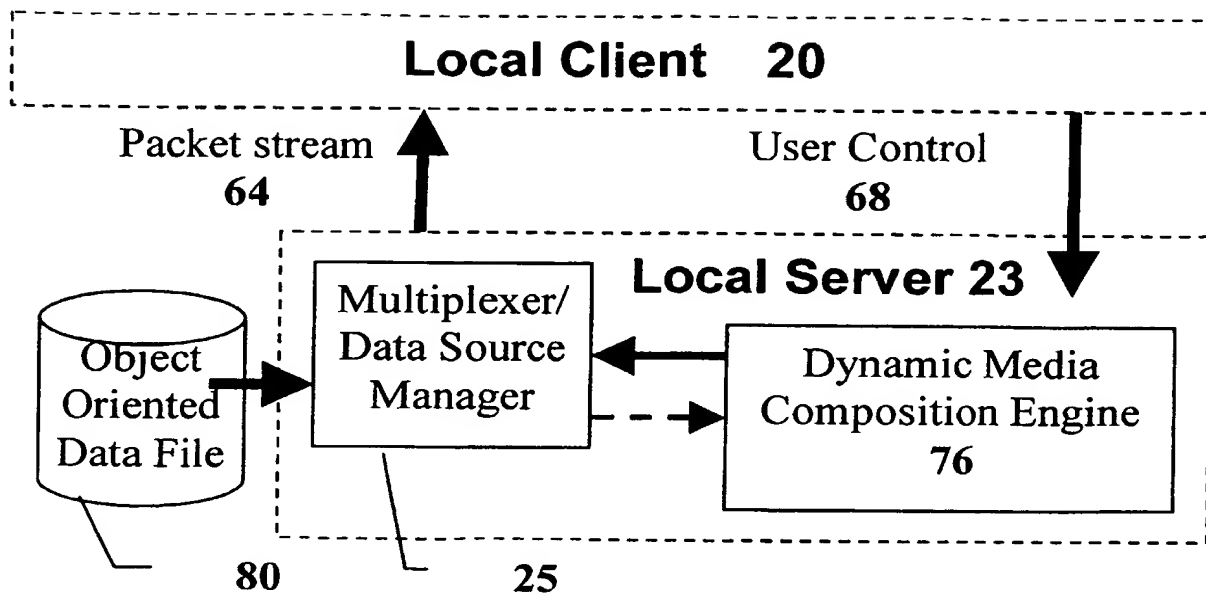 Local Client 20
Packet stream
64
User Control
68
Local Server 23
Multiplexer/
Data Source
Manager
Object
Oriented
Data File
Dynamic Media
Composition Engine
76
80
25